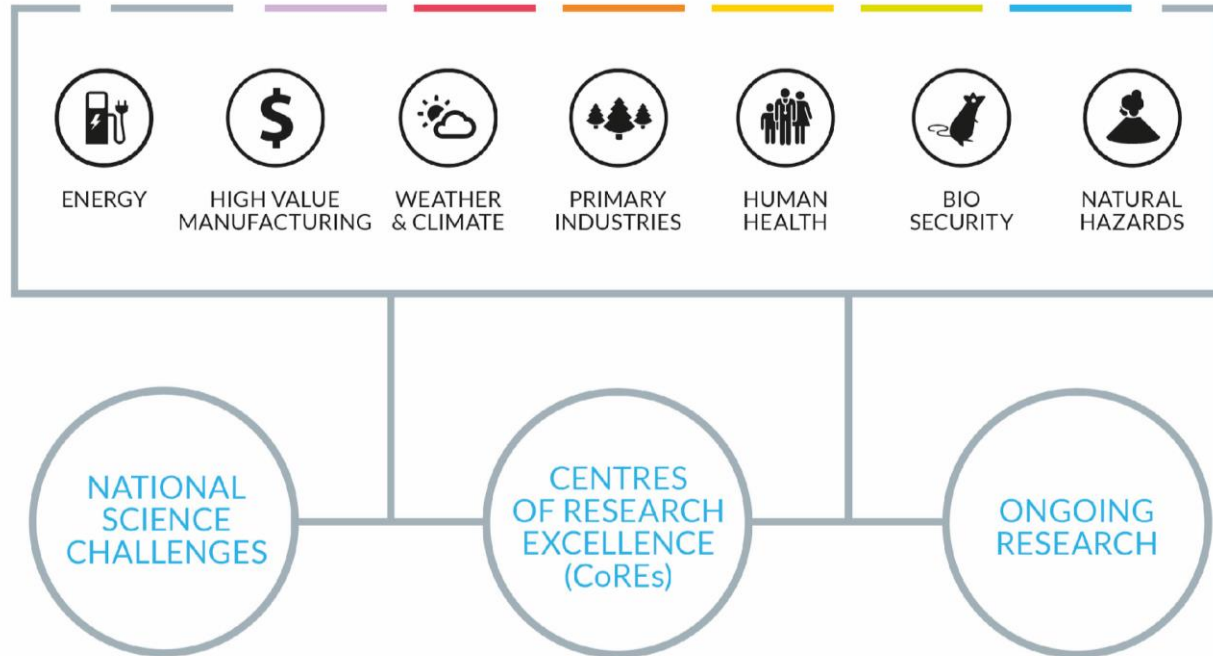 ENERGY
HIGH VALUE
MANUFACTURING
WEATHER
& CLIMATE
PRIMARY
INDUSTRIES
HUMAN
HEALTH
BIO
SECURITY
NATURAL
HAZARDS
NATIONAL
SCIENCE
CHALLENGES
CENTRES
OF RESEARCH
EXCELLENCE
(CoREs)
ONGOING
RESEARCH